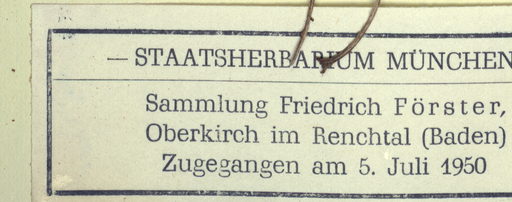 — STAATSHERBARIUM MÜNCHEN
Sammlung Friedrich Förster,
Oberkirch im Renchtal (Baden)
Zugegangen am 5. Juli 1950